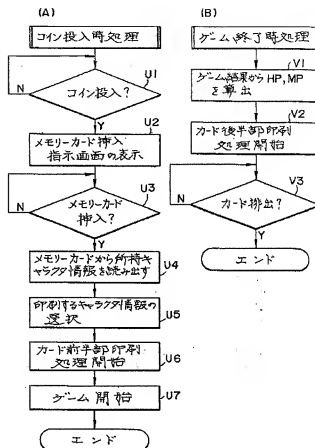 (A)
コイン投入時処理
U1
コイン投入?
N
Y
U2
メモリーカード挿入
指示画面の表示
U3
メモリーカード
挿入?
N
Y
メモリーカードから所持
キャラクタ情報を読み出す
U4
印刷するキャラクタ情報の
選択
U5
カード前半部印刷
処理開始
U6
ゲーム開始
U7
エンド
(B)
ゲーム終了時処理
V1
ゲーム結果からHP,MP
を算出
V2
カード後半部印刷
処理開始
V3
カード排出?
N
Y
エンド